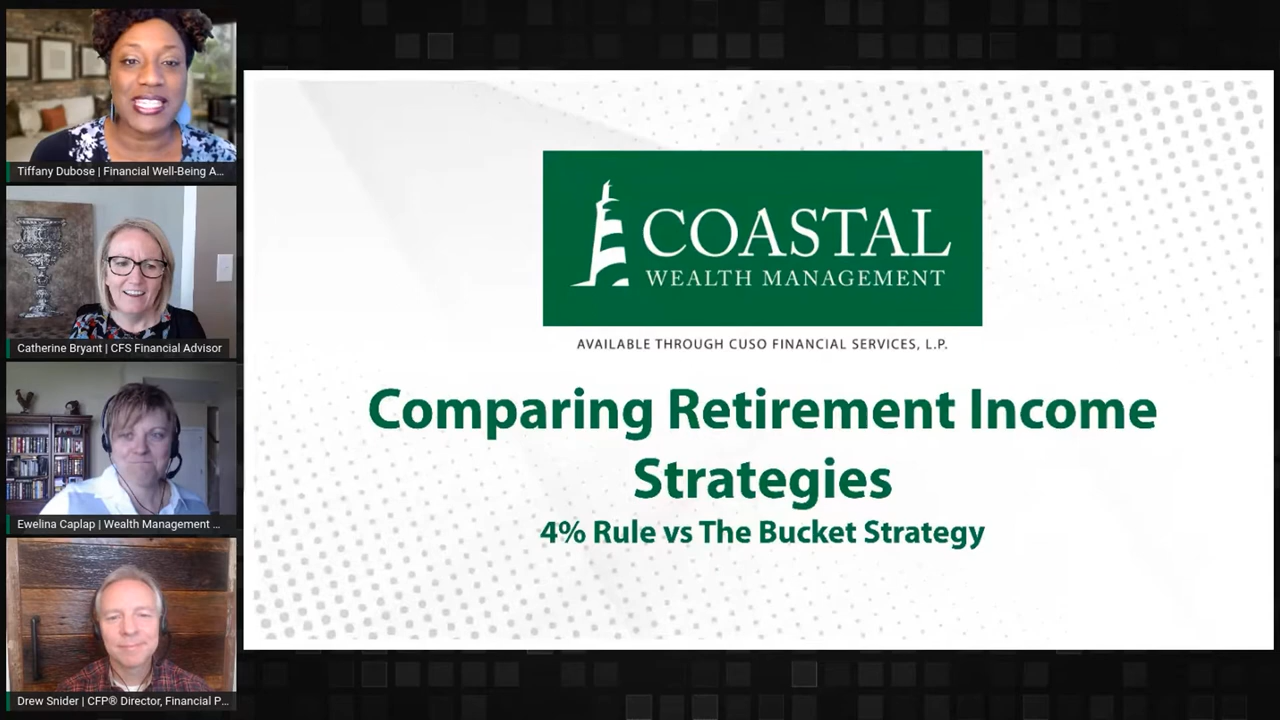 Tiffany Dubose | Financial Well-Being A...
Catherine Bryant | CFS Financial Advisor
Ewelina Caplap | Wealth Management ...
Drew Snider | CFP® Director, Financial P...
COASTAL
WEALTH MANAGEMENT
AVAILABLE THROUGH CUSO FINANCIAL SERVICES, L.P.
Comparing Retirement Income
Strategies
4% Rule vs The Bucket Strategy